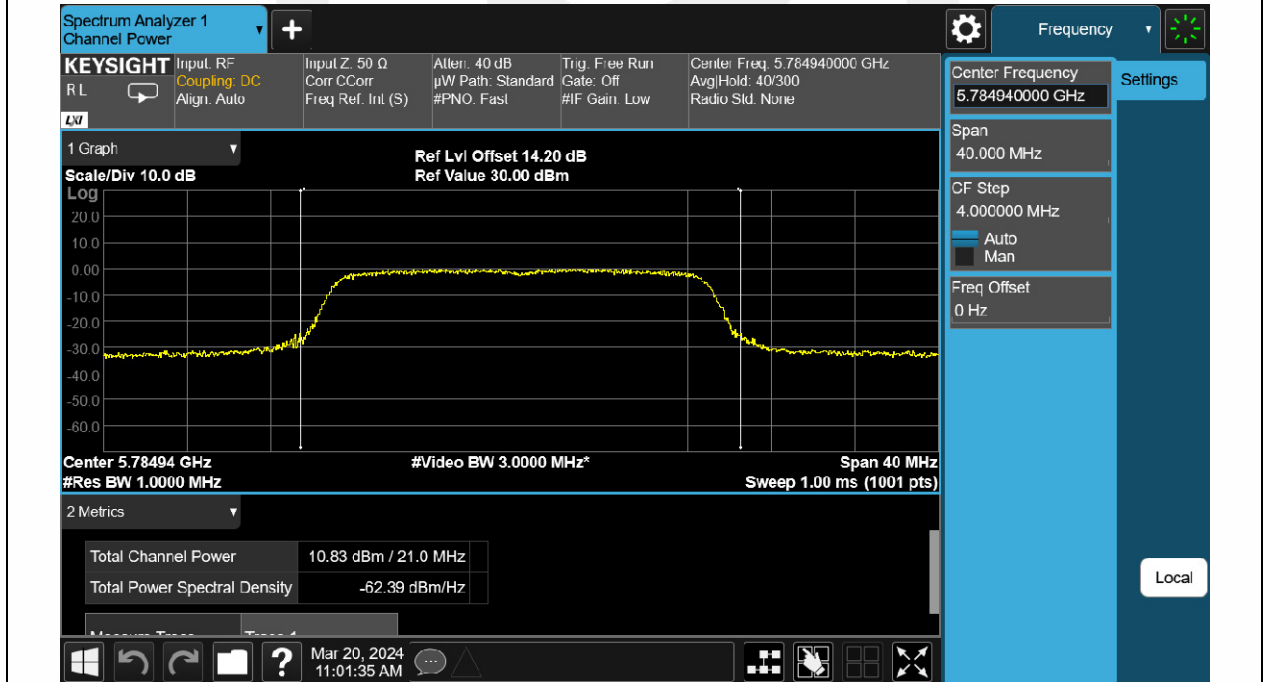 Spectrum Analyzer 1
Channel Power
+
Frequency
KEYSIGHT
RL
LXI
Input: RF
Coupling: DC
Align: Auto
Input Z: 50 Ω
Corr CCorr
Freq Ref: Int (S)
Atten: 40 dB
µW Path: Standard
#PNO: Fast
Trig: Free Run
Gate: Off
#IF Gain: Low
Center Freq: 5.784940000 GHz
Avg|Hold: 40/300
Radio Std: None
Center Frequency
5.784940000 GHz
Settings
Span
40.000 MHz
CF Step
4.000000 MHz
Auto
Man
Freq Offset
0 Hz
Local
1 Graph
Scale/Div 10.0 dB
Ref Lvl Offset 14.20 dB
Ref Value 30.00 dBm
Log
20.0
10.0
0.00
-10.0
-20.0
-30.0
-40.0
-50.0
-60.0
Center 5.78494 GHz
#Video BW 3.0000 MHz*
Span 40 MHz
#Res BW 1.0000 MHz
Sweep 1.00 ms (1001 pts)
2 Metrics
Total Channel Power 10.83 dBm / 21.0 MHz
Total Power Spectral Density -62.39 dBm/Hz
?
Mar 20, 2024
11:01:35 AM